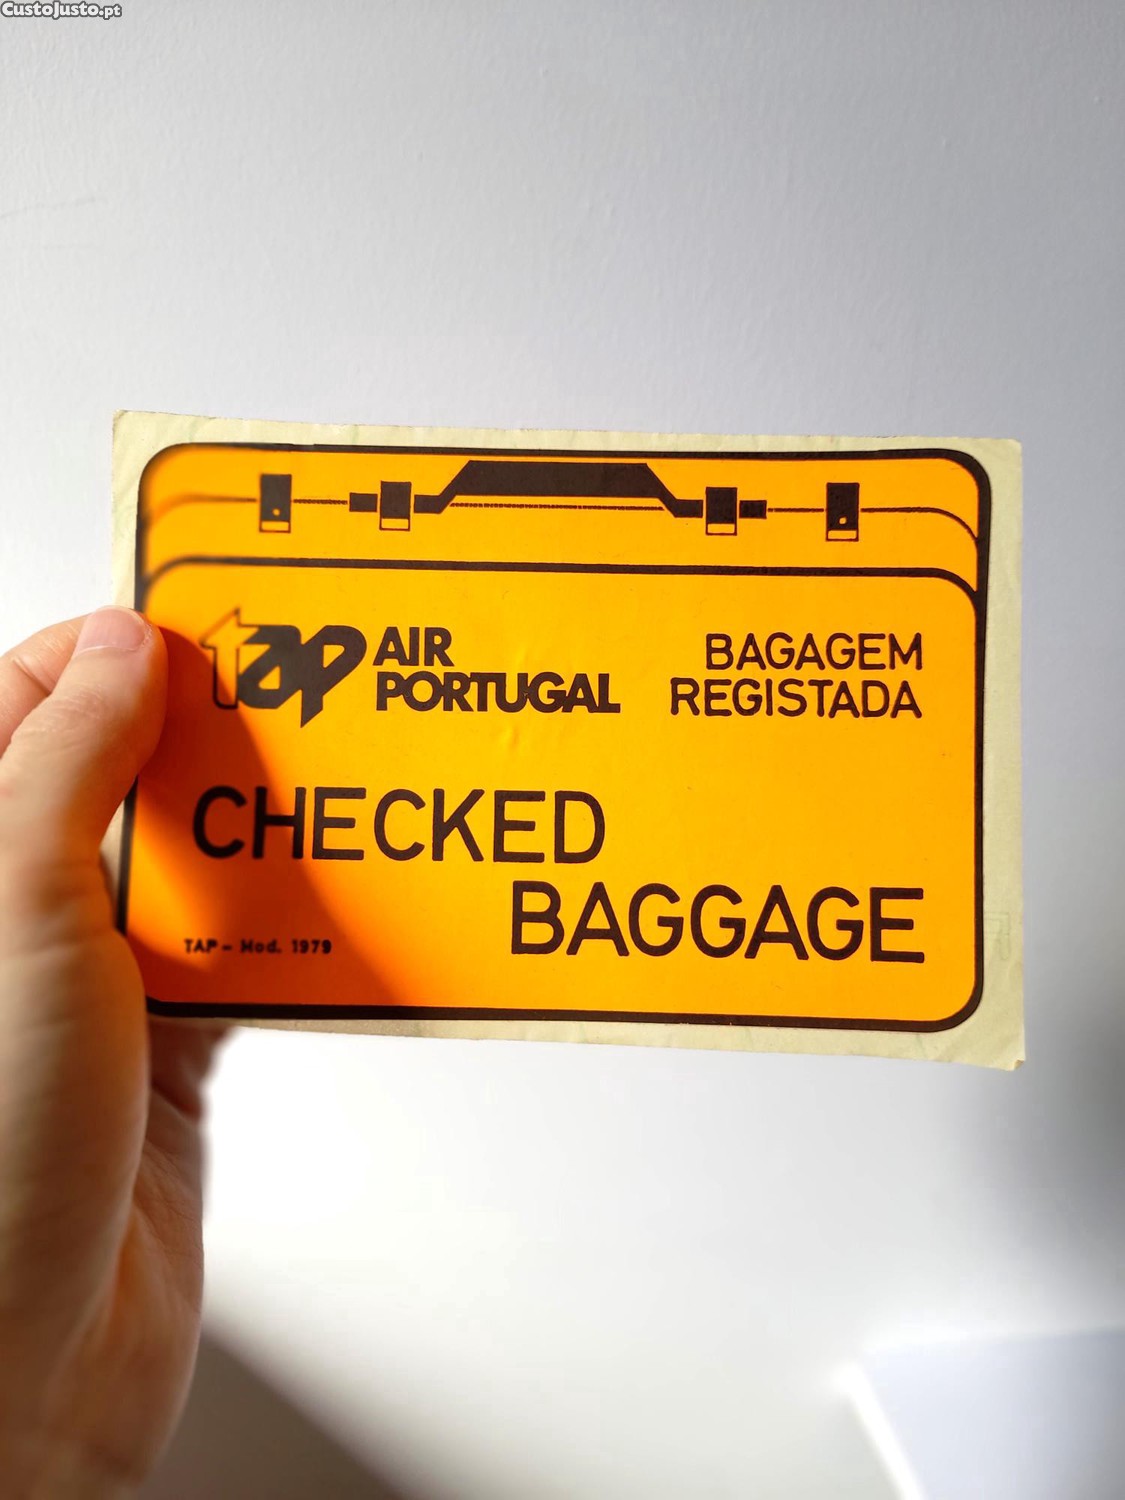 CustoJusto.pt
tap AIR
PORTUGAL
BAGAGEM
REGISTADA
CHECKED
BAGGAGE
TAP - Mod. 1979